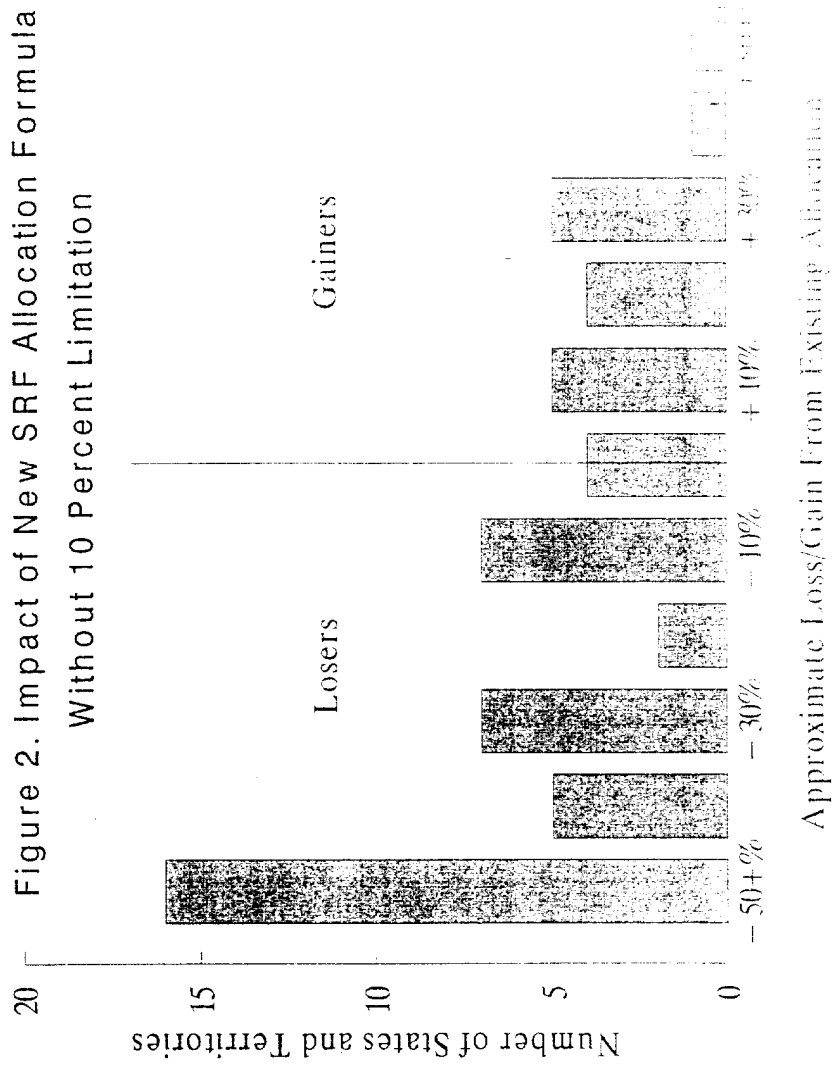 Figure 2. Impact of New SRF Allocation Formula
Without 10 Percent Limitation
Number of States and Territories
20
15
10
5
0
Losers
Gainers
– 50+%
– 30%
– 10%
+ 10%
+ 30%
Approximate Loss/Gain From Existing Allocation